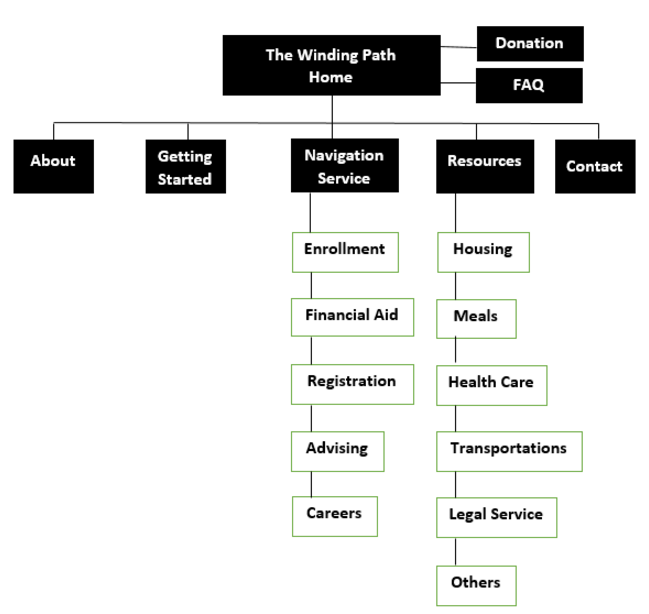 The Winding Path
Home
Donation
FAQ
About
Getting
Started
Navigation
Service
Resources
Contact
Enrollment
Financial Aid
Registration
Advising
Careers
Housing
Meals
Health Care
Transportations
Legal Service
Others